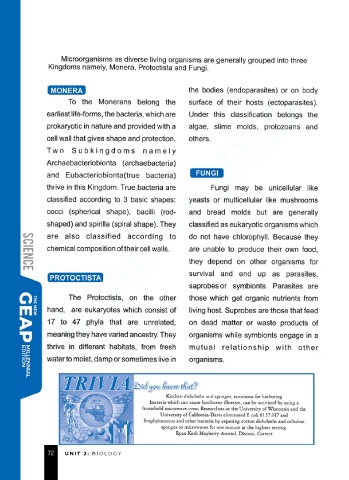 Microorganisms as diverse living organisms are generally grouped into three
Kingdoms namely, Monera, Protoctista and Fungi.
MONERA
To the Monerans belong the
earliest life-forms, the bacteria, which are
prokaryotic in nature and provided with a
cell wall that gives shape and protection.
Two Subkingdoms namely
Archaebacteriobionta (archaebacteria)
and Eubacteriobionta(true bacteria)
thrive in this Kingdom. True bacteria are
classified according to 3 basic shapes:
cocci (spherical shape), bacilli (rod-
shaped) and spirilla (spiral shape). They
are also classified according to
chemical composition of their cell walls.
PROTOCTISTA
The Protoctists, on the other
hand, are eukaryotes which consist of
17 to 47 phyla that are unrelated,
meaning they have varied ancestry. They
thrive in different habitats, from fresh
water to moist, damp or sometimes live in
the bodies (endoparasites) or on body
surface of their hosts (ectoparasites).
Under this classification belongs the
algae, slime molds, protozoans and
others.
FUNGI
Fungi may be unicellular like
yeasts or multicellular like mushrooms
and bread molds but are generally
classified as eukaryotic organisms which
do not have chlorophyll. Because they
are unable to produce their own food,
they depend on other organisms for
survival and end up as parasites,
saprobes or symbionts. Parasites are
those which get organic nutrients from
living host. Suprobes are those that feed
on dead matter or waste products of
organisms while symbionts engage in a
mutual relationship with other
organisms.
SCIENCE
THE NEW
GEAP
MILLENNIAL
EDITION
TRIVIA
Did you know that?
Kitchen dishcloths and sponges, notorious for harboring
bacteria which can cause foodborne illnesses, can be sanitized by using a
household microwave oven. Researchers at the University of Wisconsin and the
University of California-Davis eliminated E coli 0157:H7 and
Staphylococcus and other bacteria by exposing cotton dishcloths and cellulose
sponges to microwaves for one minute at the highest setting.
72 UNIT 2: BIOLOGY